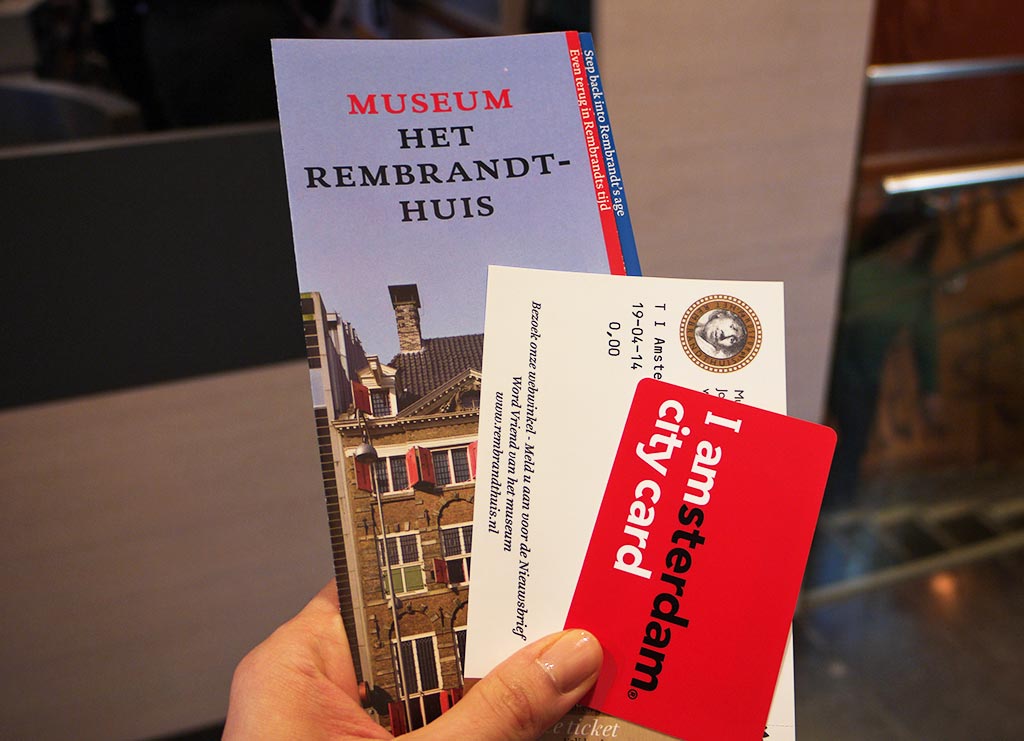 MUSEUM
HET
REMBRANDT-
HUIS
Step back into Rembrandt's age
Even terug in Rembrandts tijd
T I Amste
19-04-14
0,00
Bezoek onze webwinkel - Meld u aan voor de Nieuwsbrief
Word Vriend van het museum
www.rembrandthuis.nl
I amsterdam®
city card
ticket